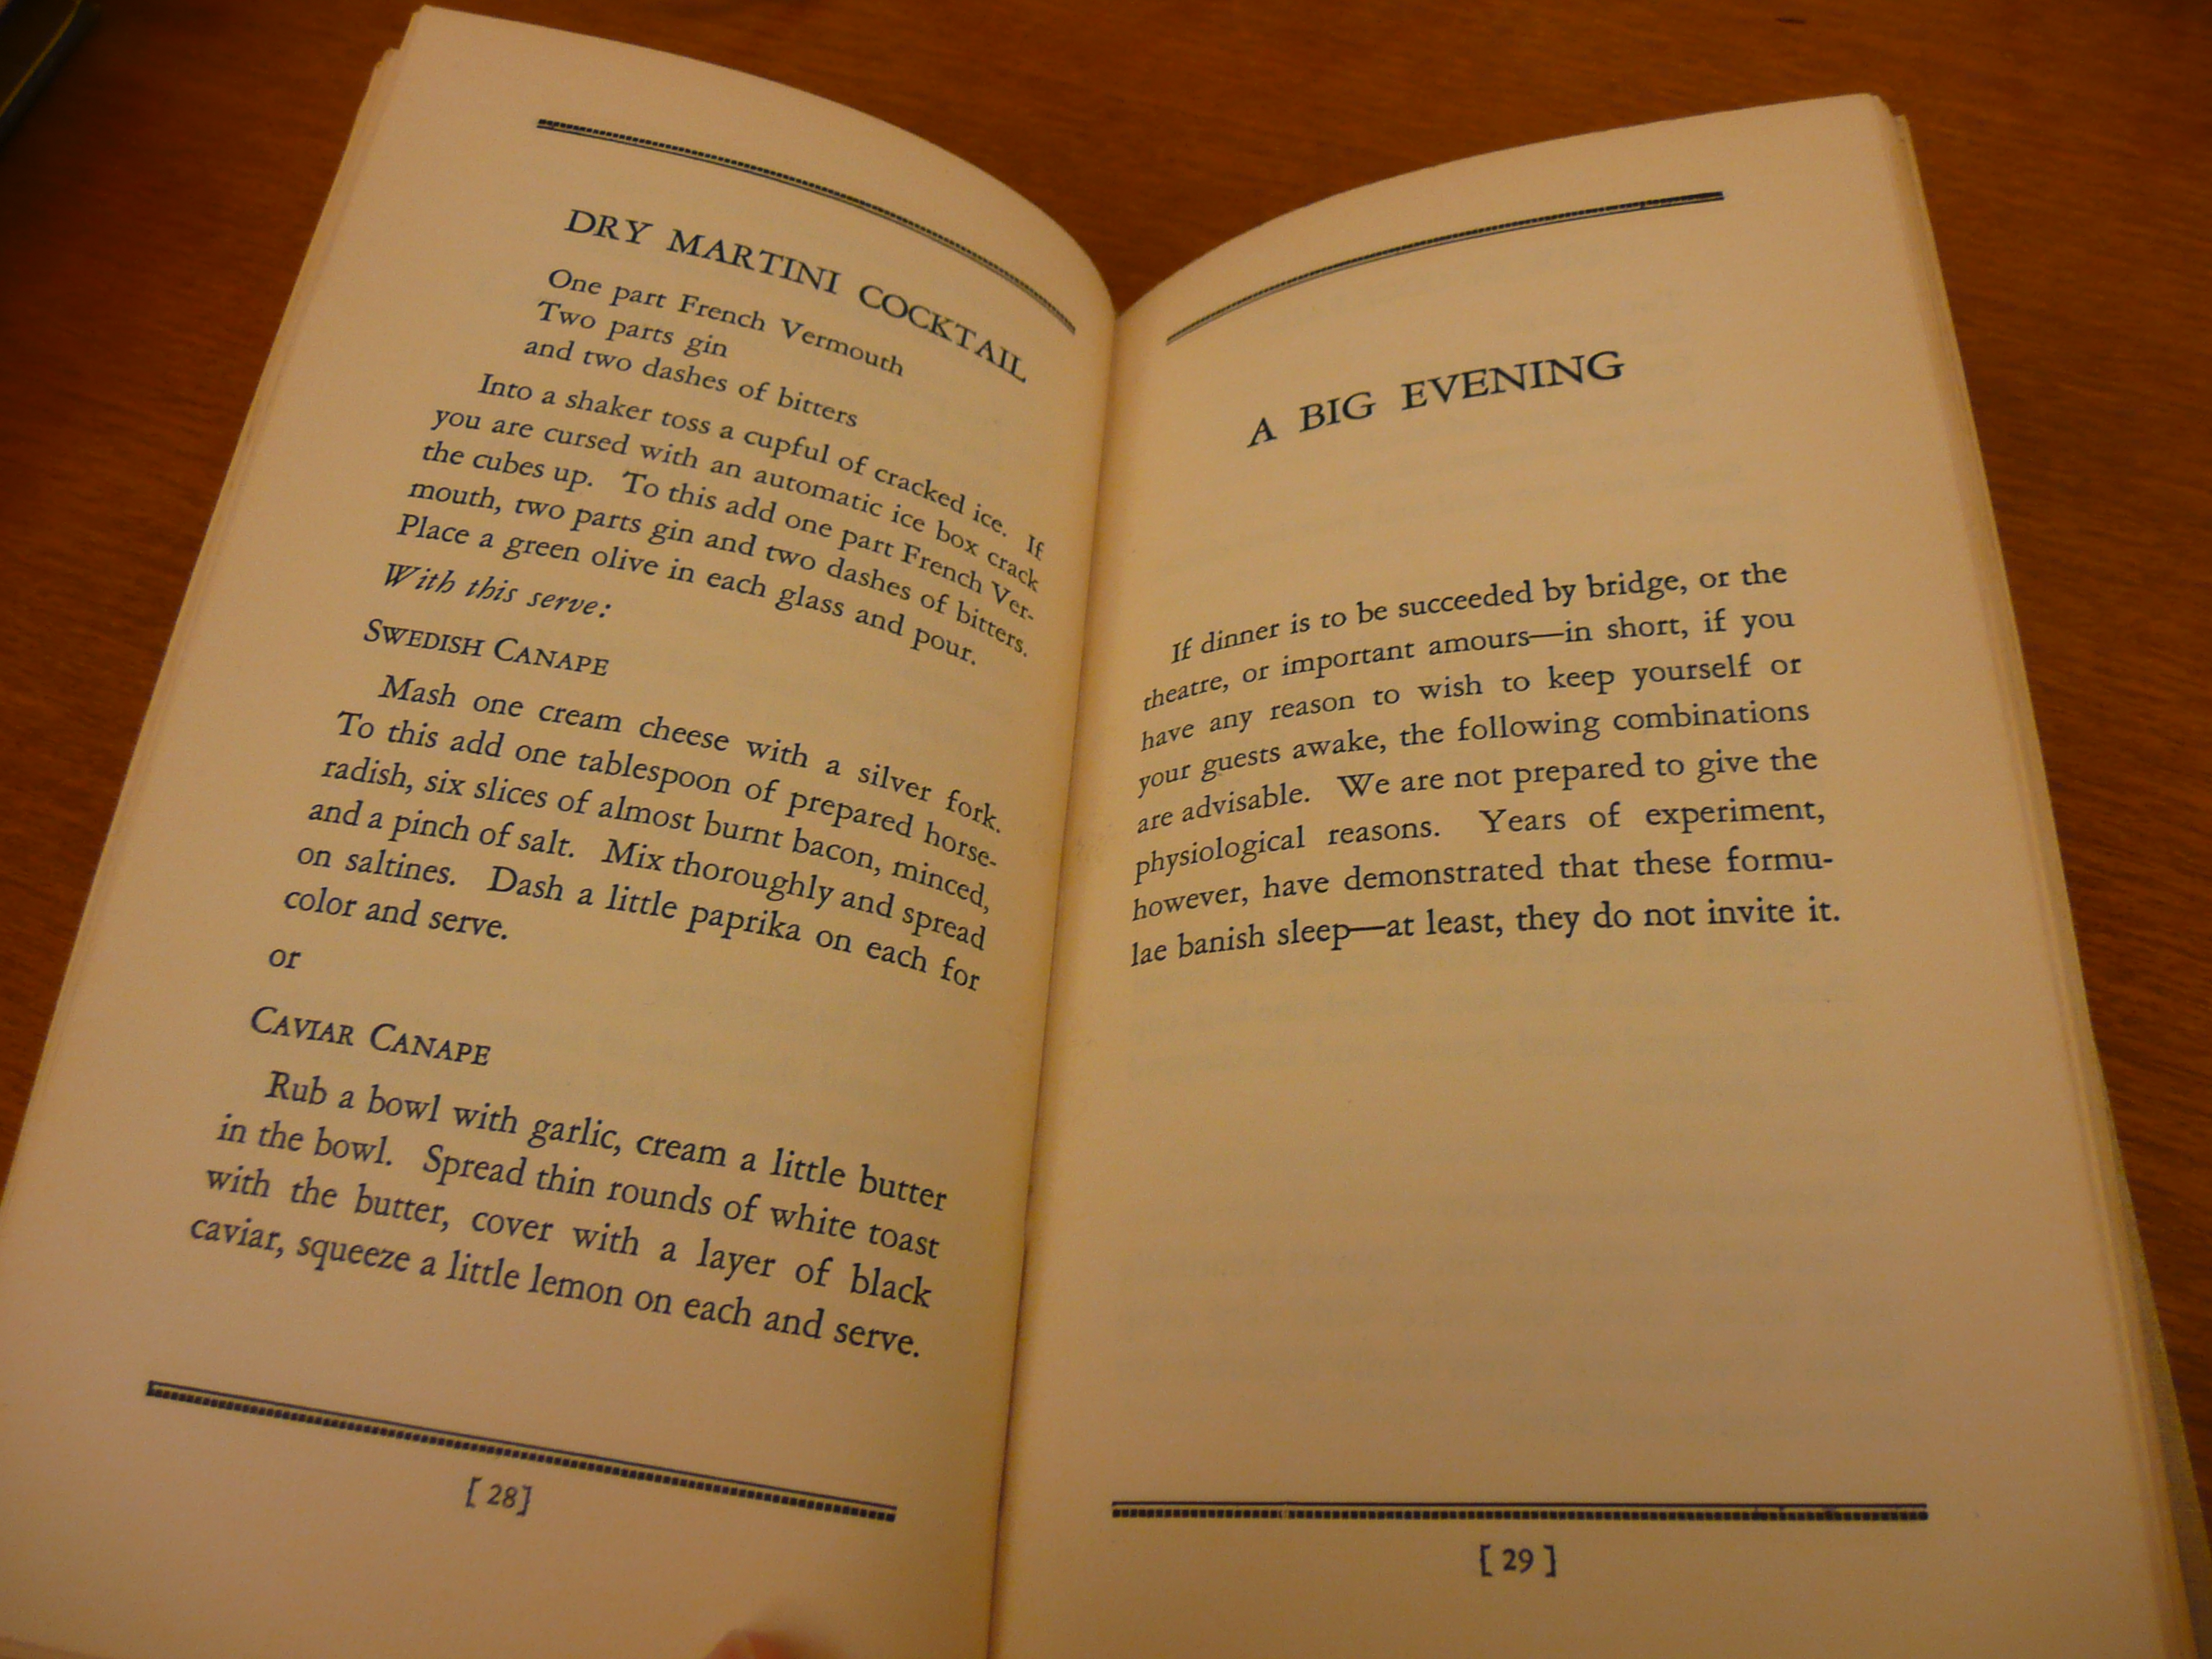 DRY MARTINI COCKTAIL
One part French Vermouth
Two parts gin
and two dashes of bitters
Into a shaker toss a cupful of cracked ice. If
you are cursed with an automatic ice box crack
the cubes up. To this add one part French Ver-
mouth, two parts gin and two dashes of bitters.
Place a green olive in each glass and pour.
With this serve:
SWEDISH CANAPE
Mash one cream cheese with a silver fork.
To this add one tablespoon of prepared horse-
radish, six slices of almost burnt bacon, minced,
and a pinch of salt. Mix thoroughly and spread
on saltines. Dash a little paprika on each for
color and serve.
or
CAVIAR CANAPE
Rub a bowl with garlic, cream a little butter
in the bowl. Spread thin rounds of white toast
with the butter, cover with a layer of black
caviar, squeeze a little lemon on each and serve.
[ 28]
A BIG EVENING
If dinner is to be succeeded by bridge, or the
theatre, or important amours—in short, if you
have any reason to wish to keep yourself or
your guests awake, the following combinations
are advisable. We are not prepared to give the
physiological reasons. Years of experiment,
however, have demonstrated that these formu-
lae banish sleep—at least, they do not invite it.
[ 29 ]